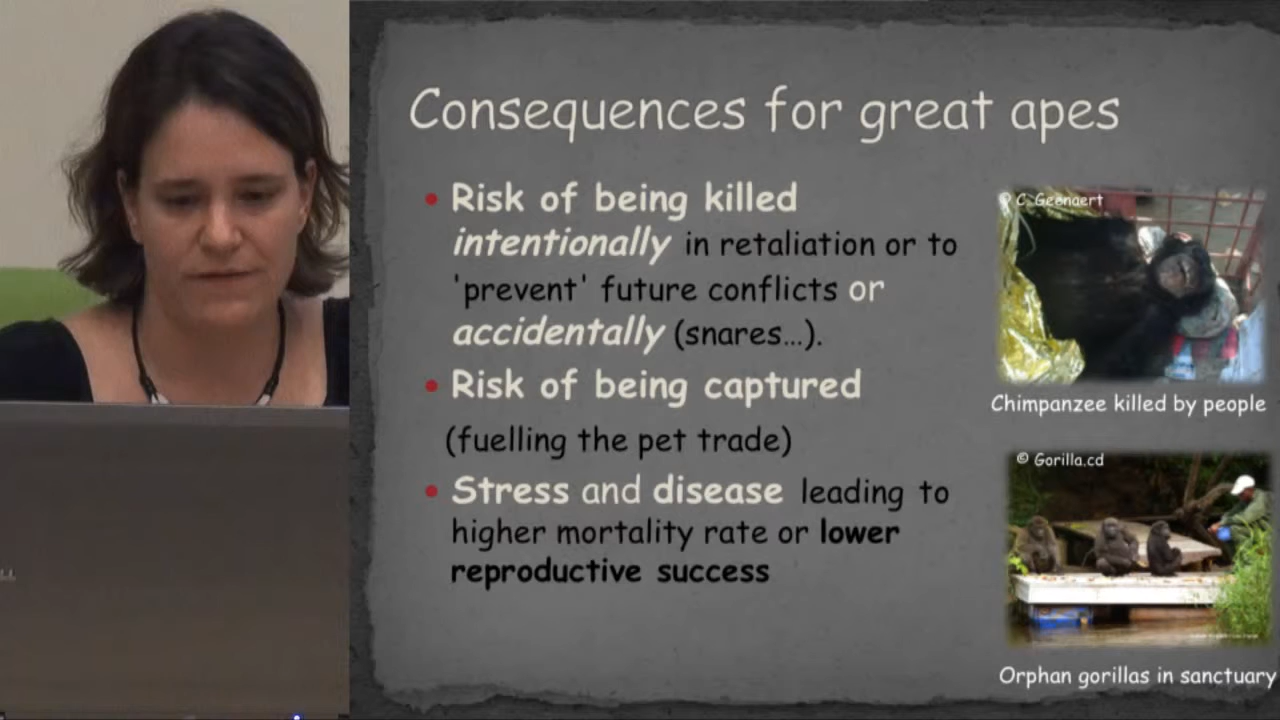 Consequences for great apes
• Risk of being killed
intentionally in retaliation or to
'prevent' future conflicts or
accidentally (snares...).
• Risk of being captured
(fuelling the pet trade)
• Stress and disease leading to
higher mortality rate or lower
reproductive success
© C. Geenaert
Chimpanzee killed by people
© Gorilla.cd
Orphan gorillas in sanctuary